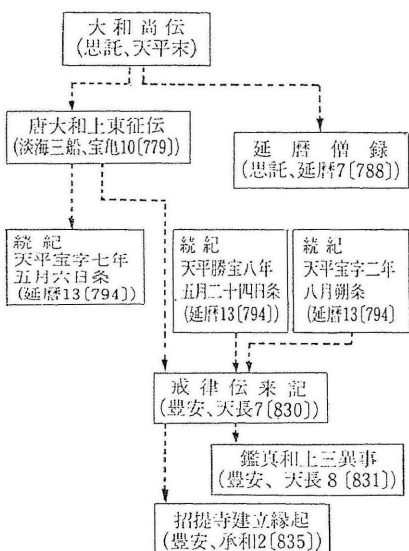 大和尚伝
(思託、天平末)
唐大和上東征伝
(淡海三船、宝亀10〔779〕)
延暦僧録
(思託、延暦7〔788〕)
続紀
天平宝字七年
五月六日条
(延暦13〔794〕)
続紀
天平勝宝八年
五月二十四日条
(延暦13〔794〕)
続紀
天平宝字二年
八月朔条
(延暦13〔794〕
戒律伝来記
(豊安、天長7〔830〕)
鑑真和上三異事
(豊安、天長8〔831〕)
招提寺建立縁起
(豊安、承和2〔835〕)